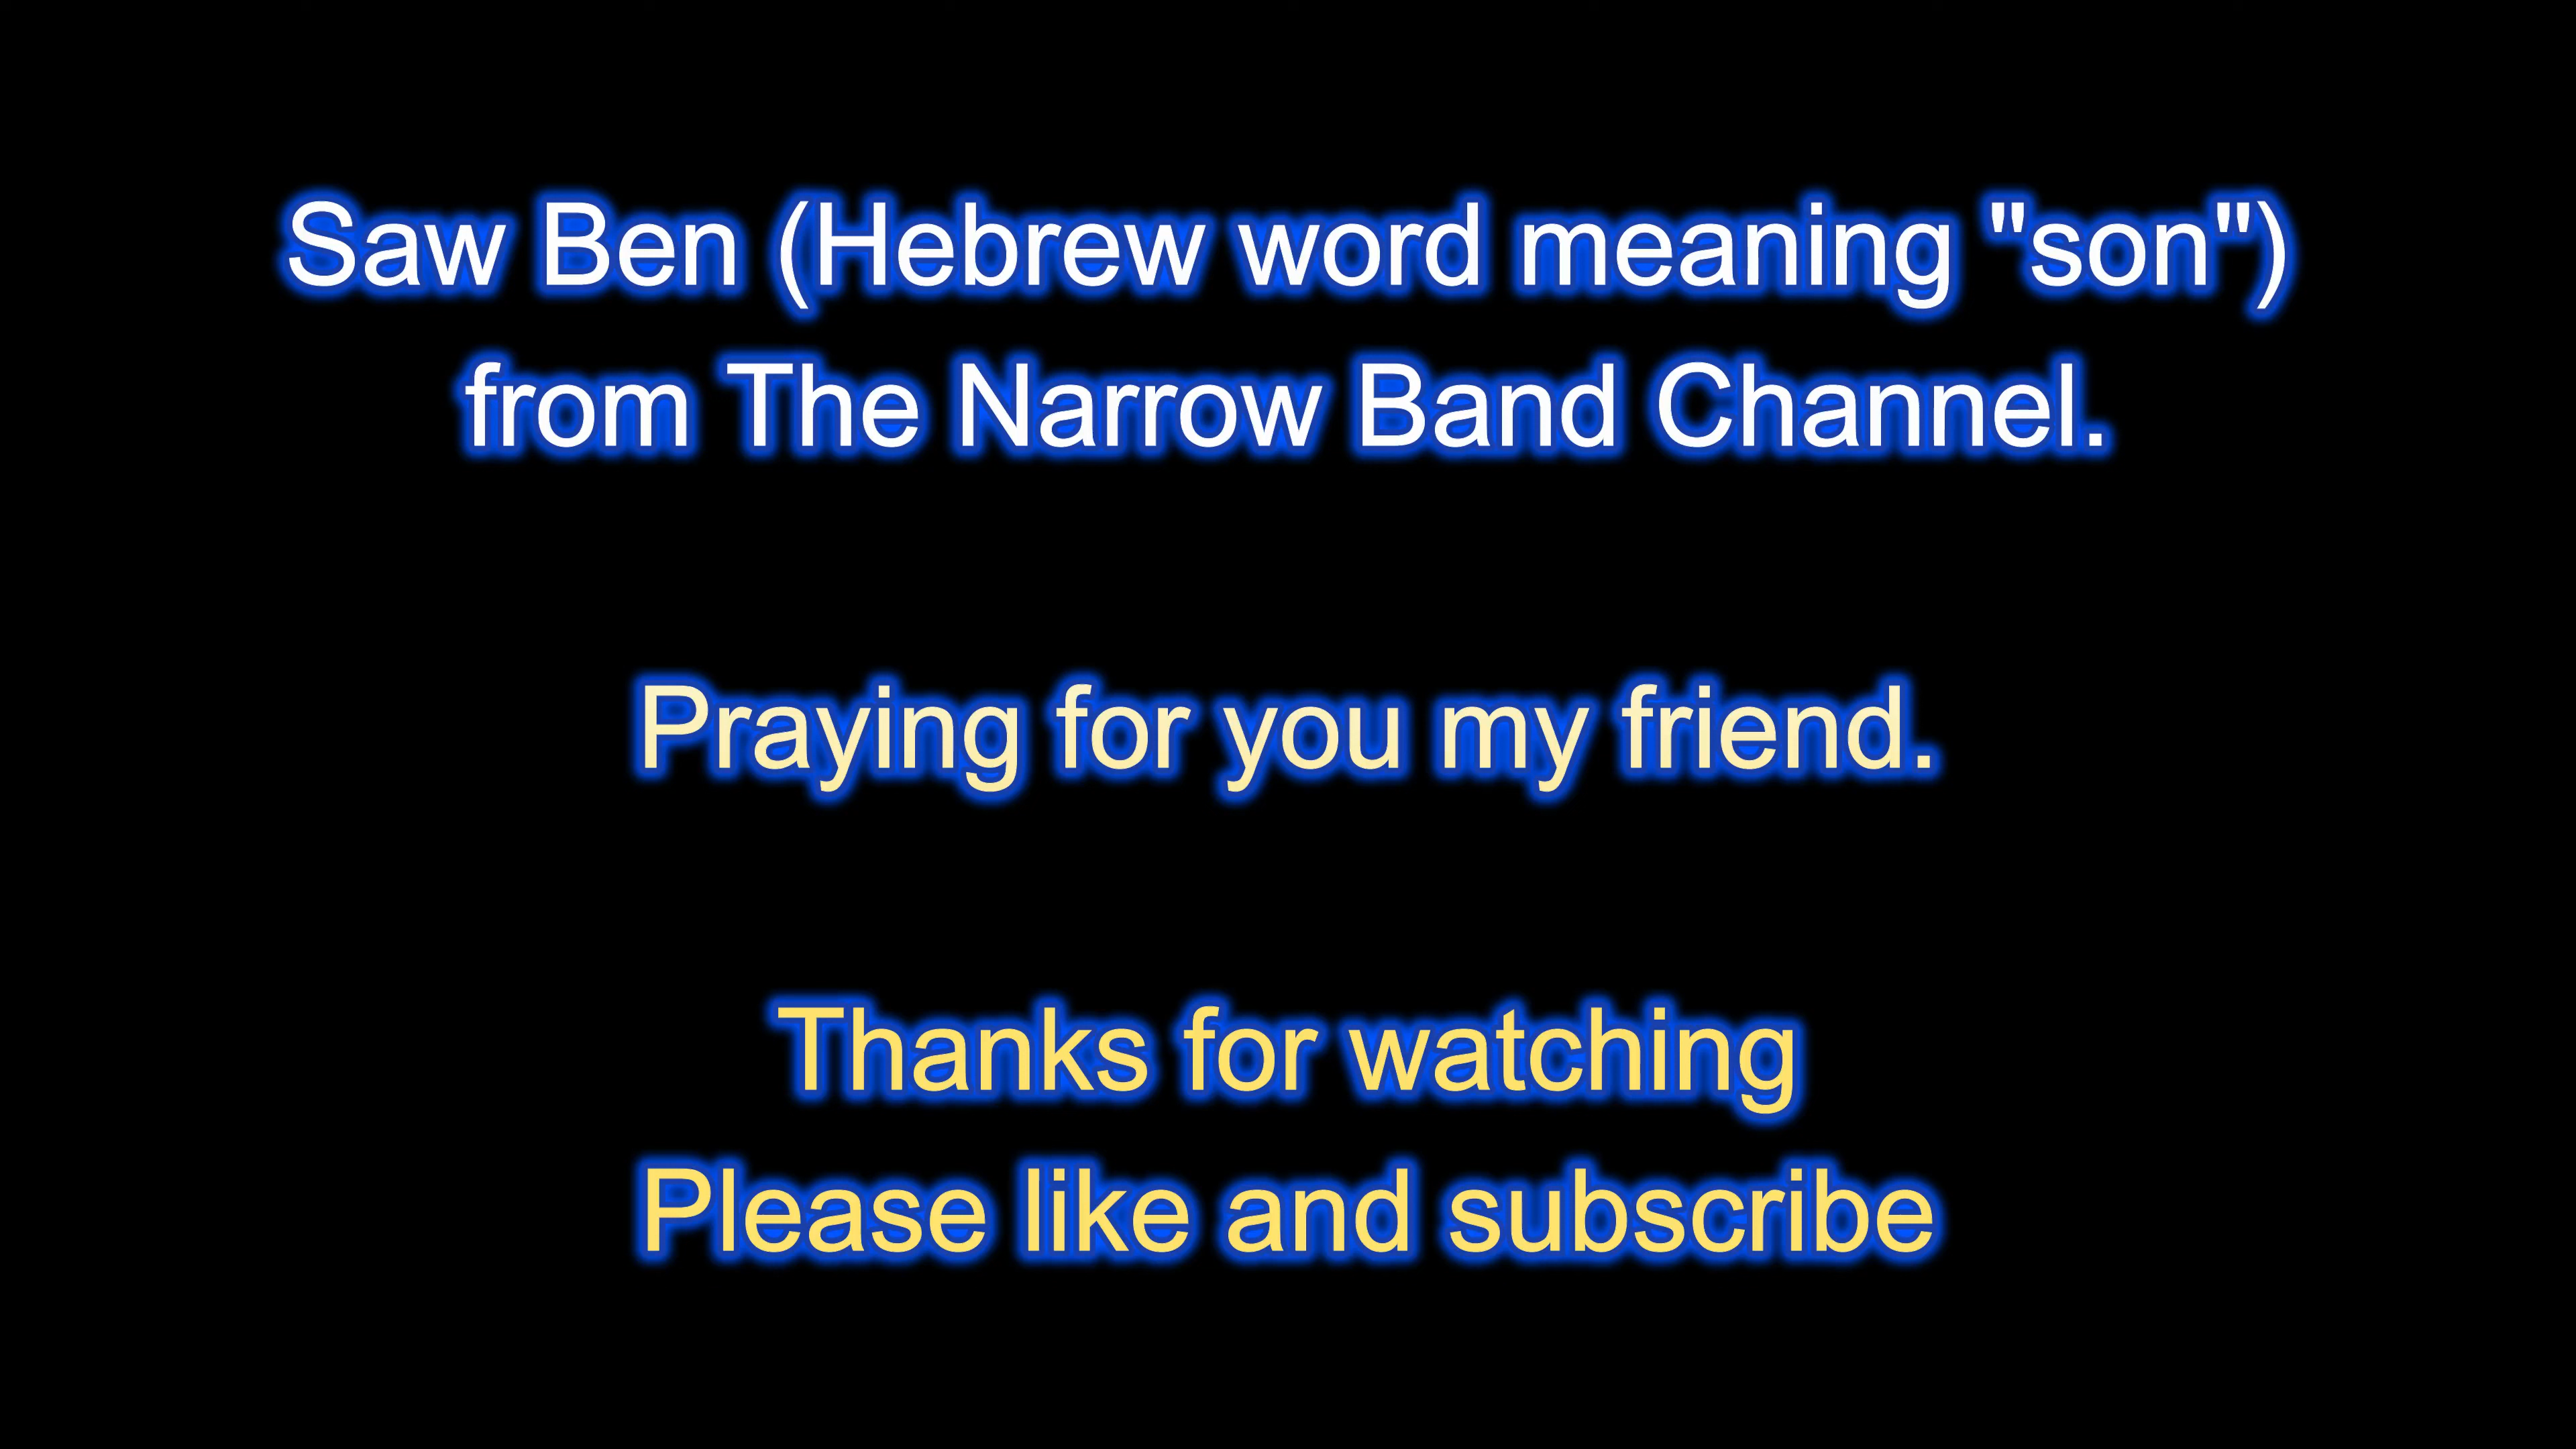 Saw Ben (Hebrew word meaning "son")
from The Narrow Band Channel.
Praying for you my friend.
Thanks for watching
Please like and subscribe